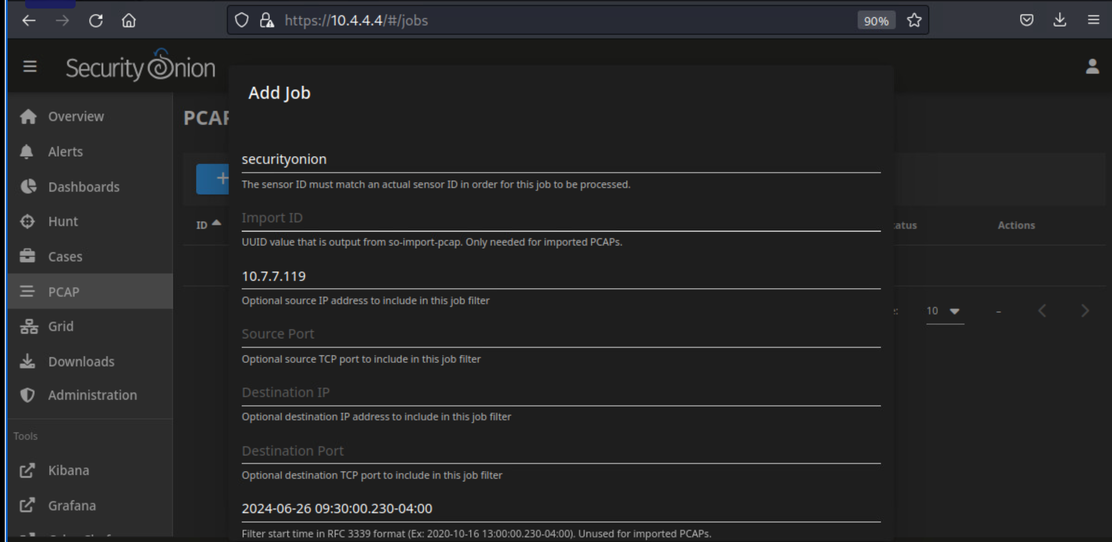 https://10.4.4.4/#/jobs
90%
Security Onion
Overview
Alerts
Dashboards
Hunt
Cases
PCAP
Grid
Downloads
Administration
Tools
Kibana
Grafana
PCAP
+
ID
Actions
10
–
Add Job
securityonion
The sensor ID must match an actual sensor ID in order for this job to be processed.
Import ID
UUID value that is output from so-import-pcap. Only needed for imported PCAPs.
10.7.7.119
Optional source IP address to include in this job filter
Source Port
Optional source TCP port to include in this job filter
Destination IP
Optional destination IP address to include in this job filter
Destination Port
Optional destination TCP port to include in this job filter
2024-06-26 09:30:00.230-04:00
Filter start time in RFC 3339 format (Ex: 2020-10-16 13:00:00.230-04:00). Unused for imported PCAPs.